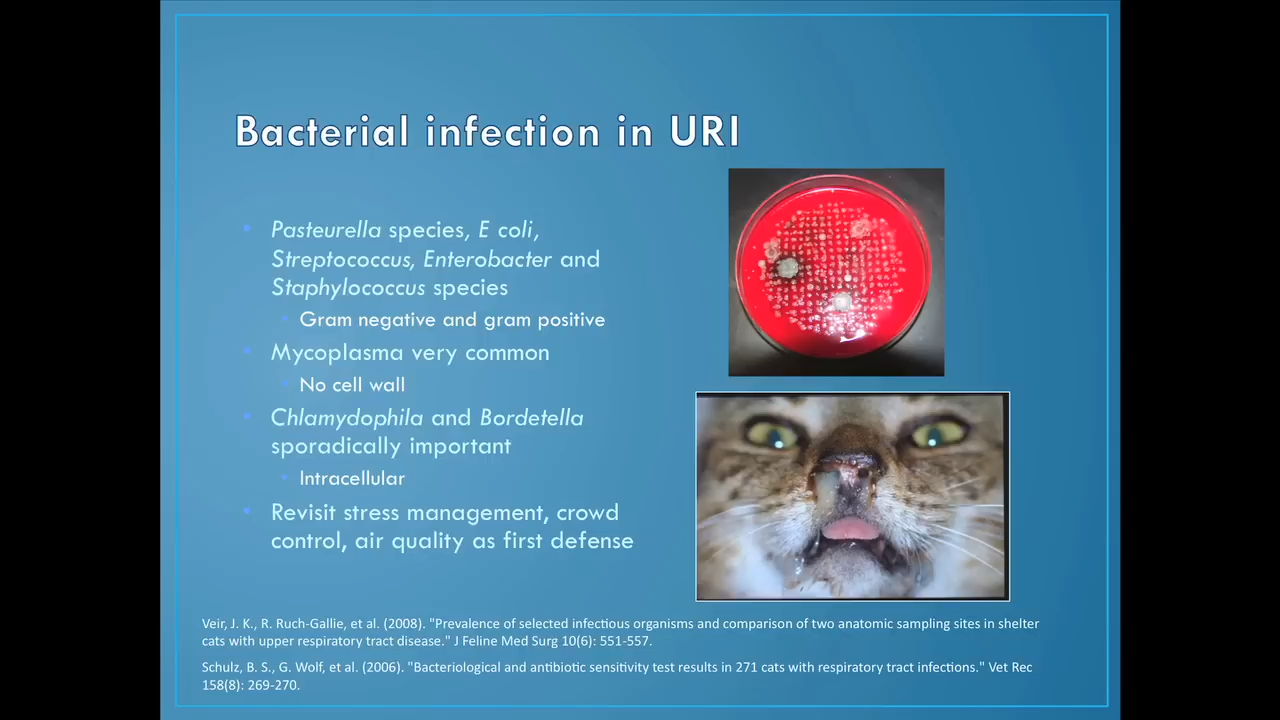 Bacterial infection in URI
• Pasteurella species, E coli,
Streptococcus, Enterobacter and
Staphylococcus species
• Gram negative and gram positive
• Mycoplasma very common
• No cell wall
• Chlamydophila and Bordetella
sporadically important
• Intracellular
• Revisit stress management, crowd
control, air quality as first defense
Veir, J. K., R. Ruch-Gallie, et al. (2008). "Prevalence of selected infectious organisms and comparison of two anatomic sampling sites in shelter
cats with upper respiratory tract disease." J Feline Med Surg 10(6): 551-557.
Schulz, B. S., G. Wolf, et al. (2006). "Bacteriological and antibiotic sensitivity test results in 271 cats with respiratory tract infections." Vet Rec
158(8): 269-270.